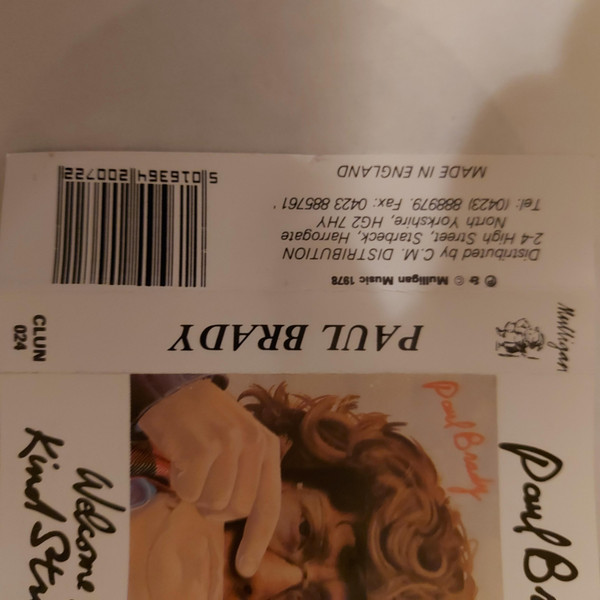 ℗ & © Mulligan Music 1978
Distributed by C.M. DISTRIBUTION
2-4 High Street, Starbeck, Harrogate
North Yorkshire, HG2 7HY
Tel: (0423) 888979. Fax: 0423 885761
MADE IN ENGLAND
5 016364 200722
Mulligan
PAUL BRADY
CLUN
024
Paul Brady
Paul B
Welcome
Kind Str